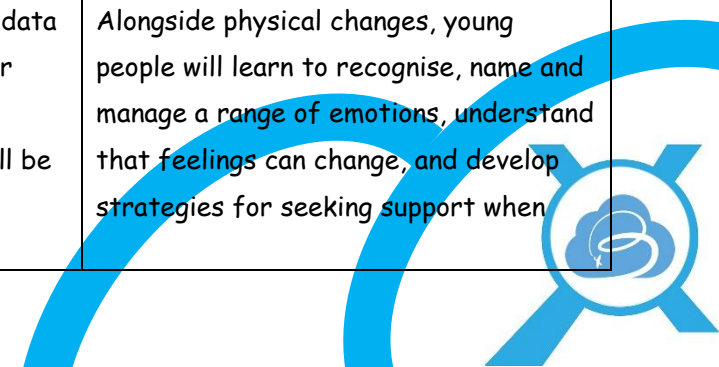 data
r
ll be
Alongside physical changes, young
people will learn to recognise, name and
manage a range of emotions, understand
that feelings can change, and develop
strategies for seeking support when